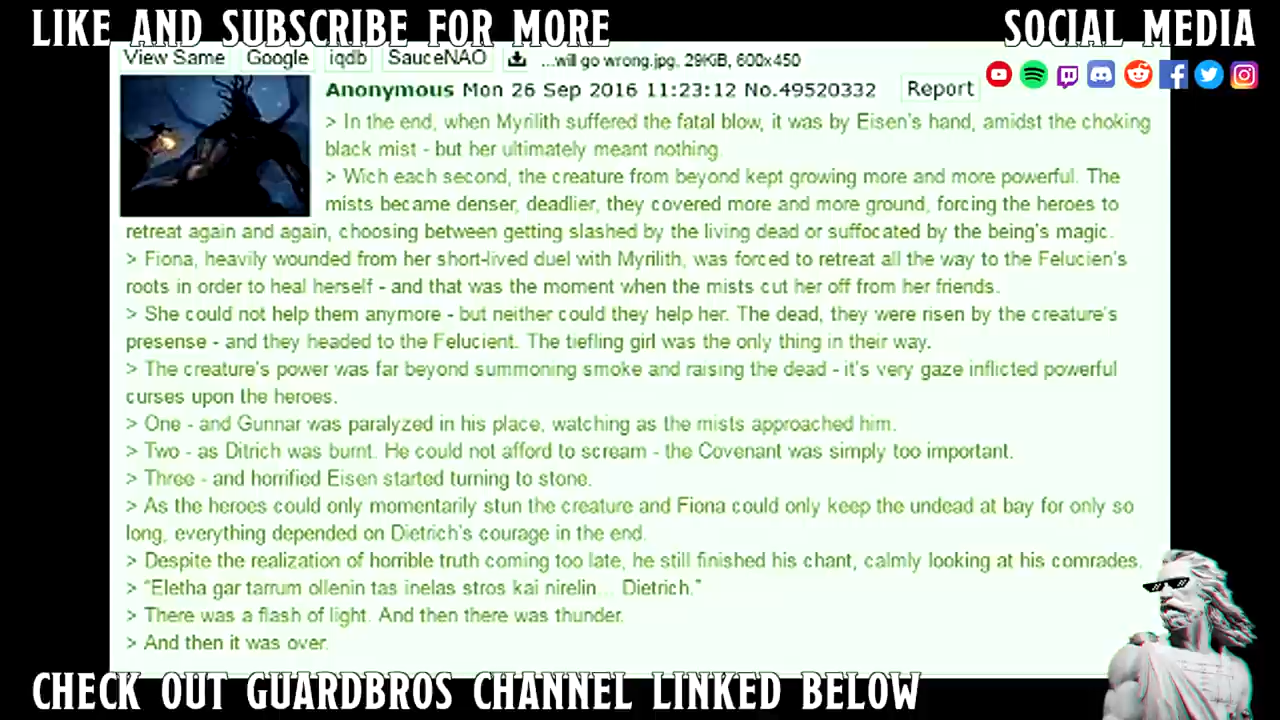 LIKE AND SUBSCRIBE FOR MORE
SOCIAL MEDIA
View Same Google iqdb SauceNAO ...will go wrong.jpg, 29KiB, 600x450
Anonymous Mon 26 Sep 2016 11:23:12 No.49520332 Report
> In the end, when Myrilith suffered the fatal blow, it was by Eisen's hand, amidst the choking
black mist - but her ultimately meant nothing.
> Wich each second, the creature from beyond kept growing more and more powerful. The
mists became denser, deadlier, they covered more and more ground, forcing the heroes to
retreat again and again, choosing between getting slashed by the living dead or suffocated by the being's magic.
> Fiona, heavily wounded from her short-lived duel with Myrilith, was forced to retreat all the way to the Felucien's
roots in order to heal herself - and that was the moment when the mists cut her off from her friends.
> She could not help them anymore - but neither could they help her. The dead, they were risen by the creature's
presense - and they headed to the Felucient. The tiefling girl was the only thing in their way.
> The creature's power was far beyond summoning smoke and raising the dead - it's very gaze inflicted powerful
curses upon the heroes.
> One - and Gunnar was paralyzed in his place, watching as the mists approached him.
> Two - as Ditrich was burnt. He could not afford to scream - the Covenant was simply too important.
> Three - and horrified Eisen started turning to stone.
> As the heroes could only momentarily stun the creature and Fiona could only keep the undead at bay for only so
long, everything depended on Dietrich's courage in the end.
> Despite the realization of horrible truth coming too late, he still finished his chant, calmly looking at his comrades.
> "Eletha gar tarrum ollenin tas inelas stros kai nirelin... Dietrich."
> There was a flash of light. And then there was thunder.
> And then it was over.
CHECK OUT GUARDBROS CHANNEL LINKED BELOW